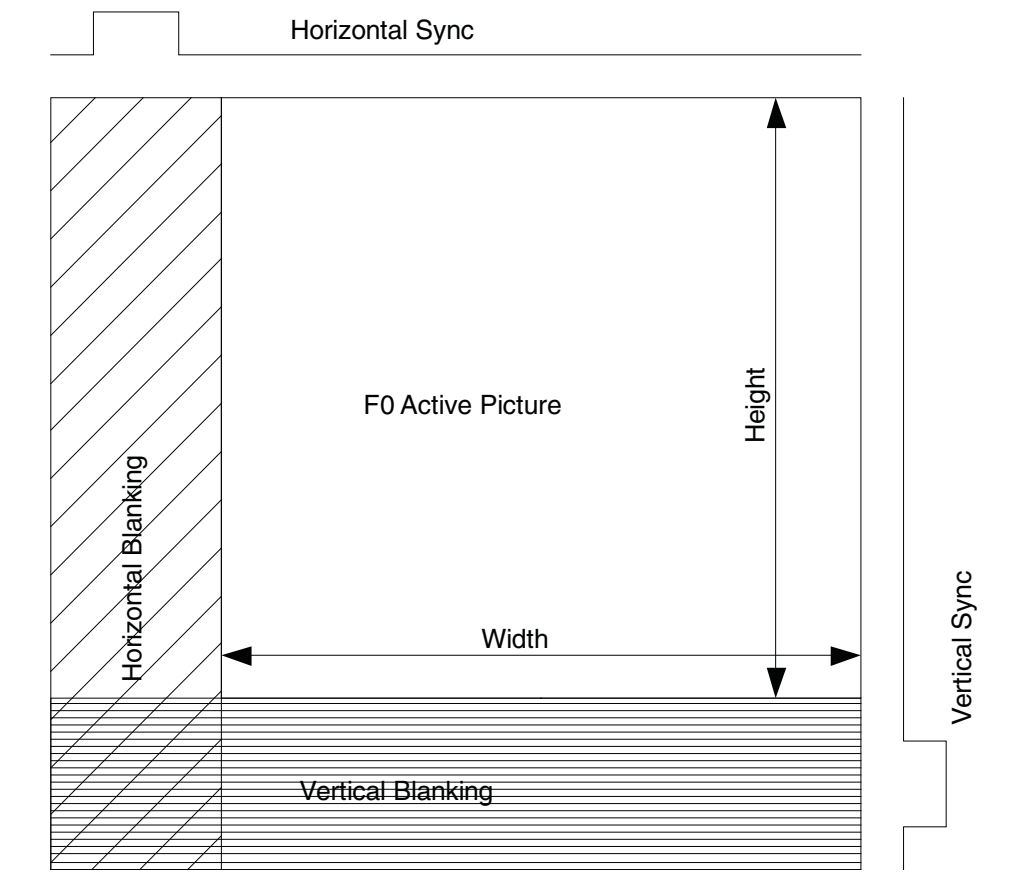 Horizontal Sync
F0 Active Picture
Height
Horizontal Blanking
Width
Vertical Sync
Vertical Blanking